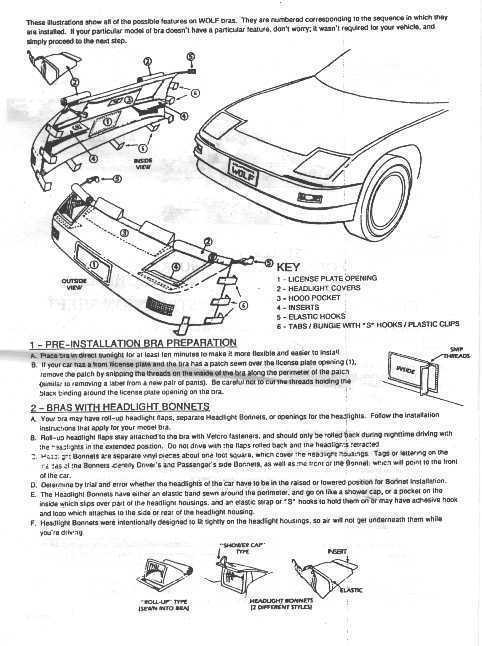 These illustrations show all of the possible features on WOLF bras. They are numbered corresponding to the sequence in which they
are installed. If your particular model of bra doesn't have a particular feature, don't worry; it wasn't required for your vehicle, and
simply proceed to the next step.
5
2
2
6
3
1
4
4
6
INSIDE
VIEW
WOLF
5
3
2
4
5
1
6
OUTSIDE
VIEW
KEY
1 - LICENSE PLATE OPENING
2 - HEADLIGHT COVERS
3 - HOOD POCKET
4 - INSERTS
5 - ELASTIC HOOKS
6 - TABS / BUNGIE WITH "S" HOOKS / PLASTIC CLIPS
SNIP
THREADS
INSIDE
1 - PRE-INSTALLATION BRA PREPARATION
A. Place bra in direct sunlight for at least ten minutes to make it more flexible and easier to install.
B. If your car has a front license plate and the bra has a patch sewn over the license plate opening (1),
remove the patch by snipping the threads on the inside of the bra along the perimeter of the patch
(similar to removing a label from a new pair of pants). Be careful not to cut the threads holding the
black binding around the license plate opening on the bra.
2 - BRAS WITH HEADLIGHT BONNETS
A. Your bra may have roll-up headlight flaps, separate Headlight Bonnets, or openings for the headlights. Follow the installation
instructions that apply for your model bra.
B. Roll-up headlight flaps stay attached to the bra with Velcro fasteners, and should only be rolled back during nighttime driving with
the headlights in the extended position. Do not drive with the flaps rolled back and the headlights retracted
C. Headlight Bonnets are separate vinyl pieces about one foot square, which cover the headlight housings. Tags or lettering on the
insides of the Bonnets identify Driver's and Passenger's side Bonnets, as well as the front of the Bonnet, which will point to the front
of the car.
D. Determine by trial and error whether the headlights of the car have to be in the raised or lowered position for Bonnet Installation.
E. The Headlight Bonnets have either an elastic band sewn around the perimeter, and go on like a shower cap, or a pocket on the
inside which slips over part of the headlight housings, and an elastic strap or "S" hooks to hold them on or may have adhesive hook
and loop which attaches to the side or rear of the headlight housing.
F. Headlight Bonnets were intentionally designed to fit tightly on the headlight housings, so air will not get underneath them while
you're driving.
"SHOWER CAP"
TYPE
INSERT
ELASTIC
"ROLL-UP" TYPE
(SEWN INTO BRA)
HEADLIGHT BONNETS
(2 DIFFERENT STYLES)